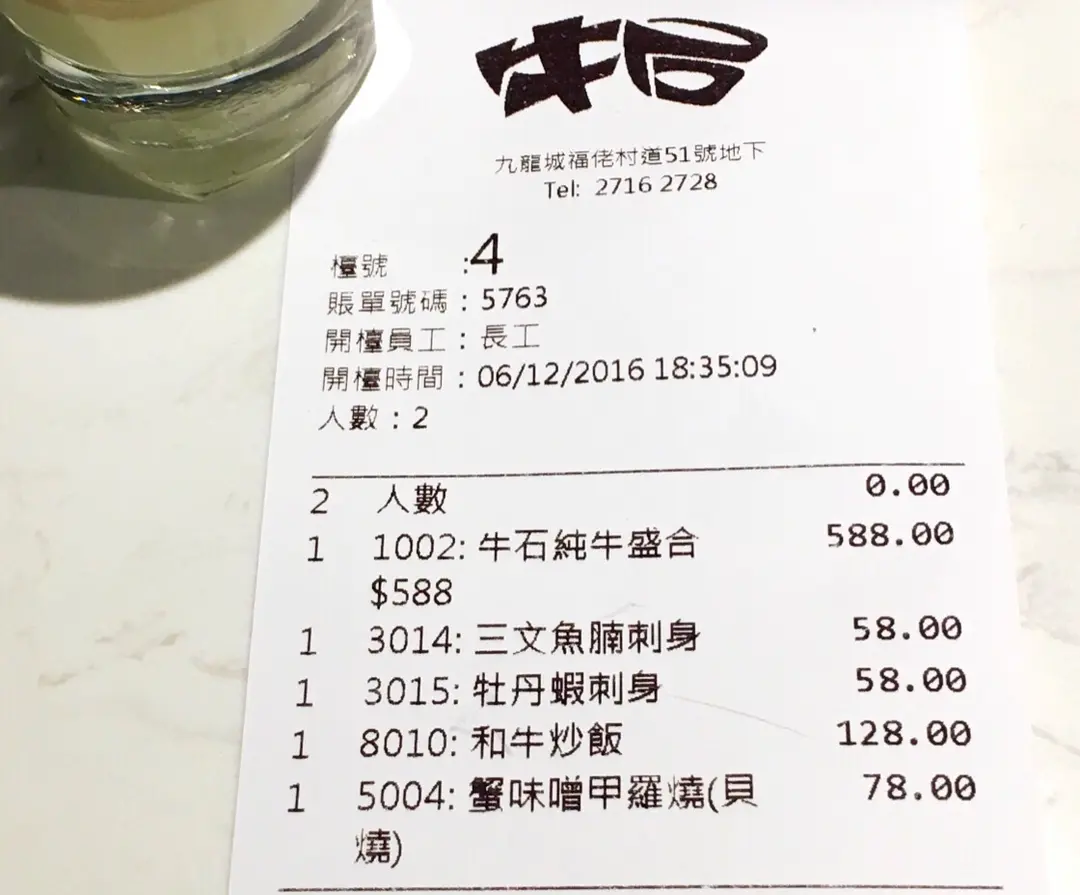 牛石
九龍城福佬村道51號地下
Tel: 2716 2728
檯號 :4
賬單號碼 : 5763
開檯員工 : 長工
開檯時間 : 06/12/2016 18:35:09
人數 : 2
2 人數 0.00
1 1002: 牛石純牛盛合 588.00
$588
1 3014: 三文魚腩刺身 58.00
1 3015: 牡丹蝦刺身 58.00
1 8010: 和牛炒飯 128.00
1 5004: 蟹味噌甲羅燒(貝 78.00
燒)